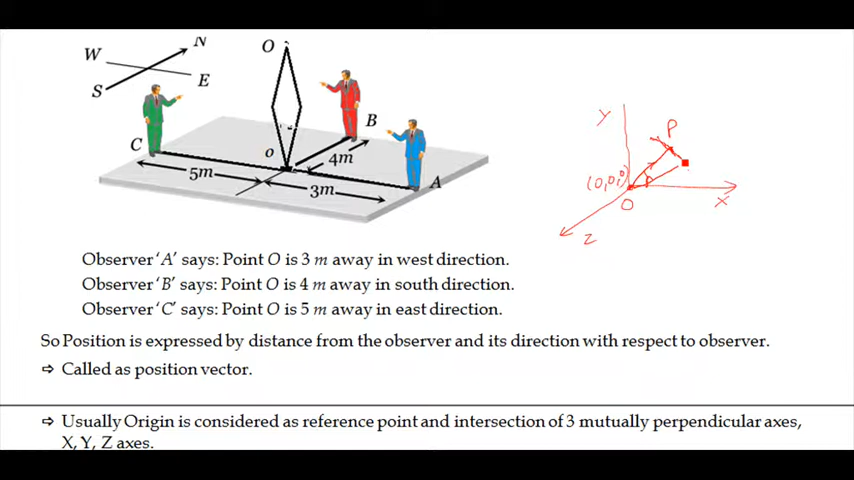 W
N
S
E
O
C
B
o
4m
5m
3m
A
Y
P
(0,0,0)
O
X
Z
Observer ‘A’ says: Point O is 3 m away in west direction.
Observer ‘B’ says: Point O is 4 m away in south direction.
Observer ‘C’ says: Point O is 5 m away in east direction.
So Position is expressed by distance from the observer and its direction with respect to observer.
⇨ Called as position vector.
⇨ Usually Origin is considered as reference point and intersection of 3 mutually perpendicular axes,
X, Y, Z axes.